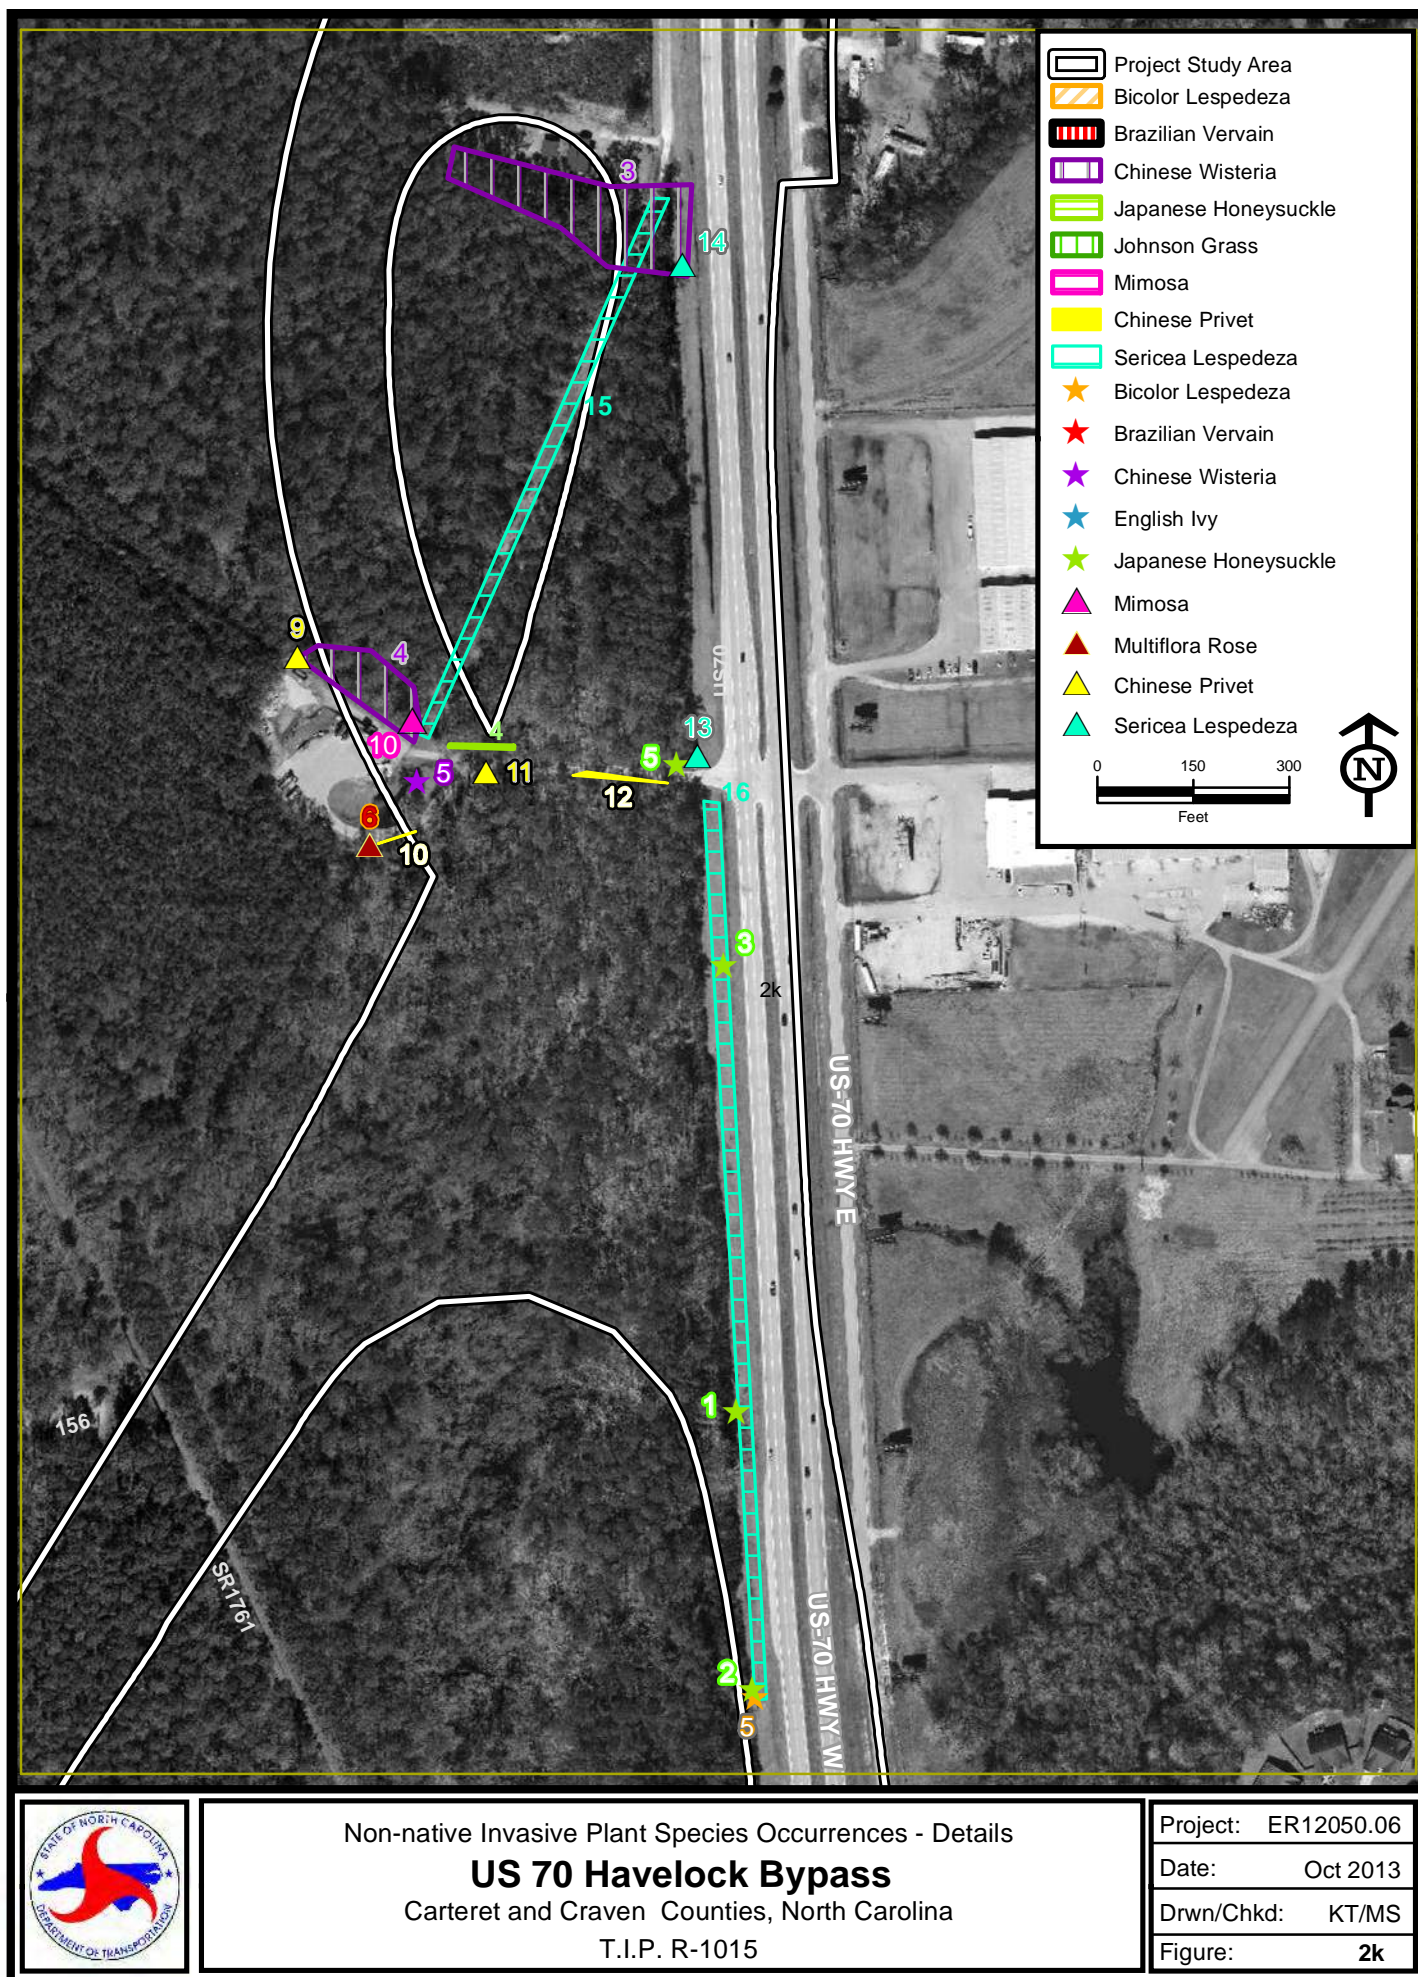 Project Study Area
Bicolor Lespedeza
Brazilian Vervain
Chinese Wisteria
Japanese Honeysuckle
Johnson Grass
Mimosa
Chinese Privet
Sericea Lespedeza
Bicolor Lespedeza
Brazilian Vervain
Chinese Wisteria
English Ivy
Japanese Honeysuckle
Mimosa
Multiflora Rose
Chinese Privet
Sericea Lespedeza
0 150 300
Feet
N
3
14
15
9
4
US70
10
4
13
5
5
11
12
16
6
10
3
2k
US-70 HWY E
1
156
SR1761
US-70 HWY W
2
5
STATE OF NORTH CAROLINA
DEPARTMENT OF TRANSPORTATION
Non-native Invasive Plant Species Occurrences - Details
US 70 Havelock Bypass
Carteret and Craven Counties, North Carolina
T.I.P. R-1015
Project: ER12050.06
Date: Oct 2013
Drwn/Chkd: KT/MS
Figure: 2k